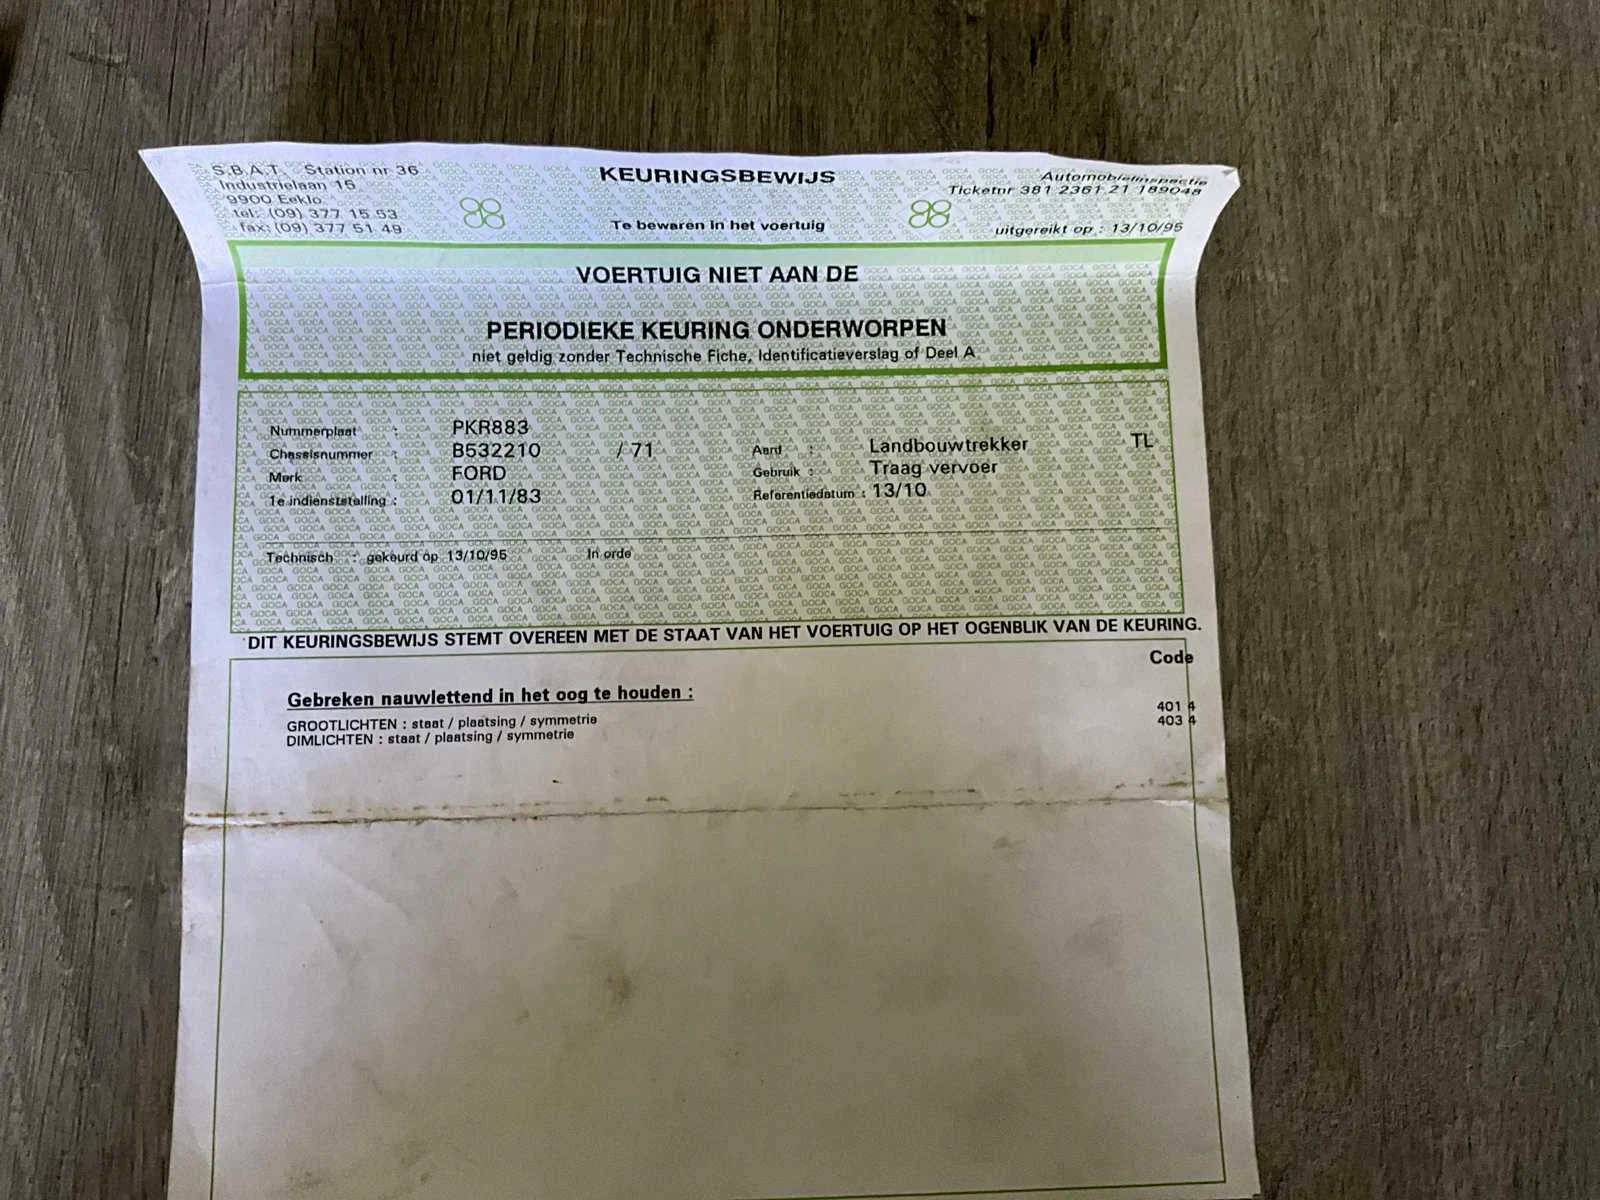 S.B.A.T. Station nr 36
Industrielaan 15
9900 Eeklo
tel: (09) 377 15 53
fax: (09) 377 51 49
KEURINGSBEWIJS
Te bewaren in het voertuig
Automobielinspectie
Ticketnr 381 2361 21 189048
uitgereikt op : 13/10/95
VOERTUIG NIET AAN DE
PERIODIEKE KEURING ONDERWORPEN
niet geldig zonder Technische Fiche, Identificatieverslag of Deel A
Nummerplaat : PKR883
Chassisnummer : B532210 / 71
Merk : FORD
1e indienststelling : 01/11/83
Aard : Landbouwtrekker TL
Gebruik : Traag vervoer
Referentiedatum : 13/10
Technisch : gekeurd op 13/10/95 In orde
DIT KEURINGSBEWIJS STEMT OVEREEN MET DE STAAT VAN HET VOERTUIG OP HET OGENBLIK VAN DE KEURING.
Code
Gebreken nauwlettend in het oog te houden :
GROOTLICHTEN : staat / plaatsing / symmetrie 401 4
DIMLICHTEN : staat / plaatsing / symmetrie 403 4